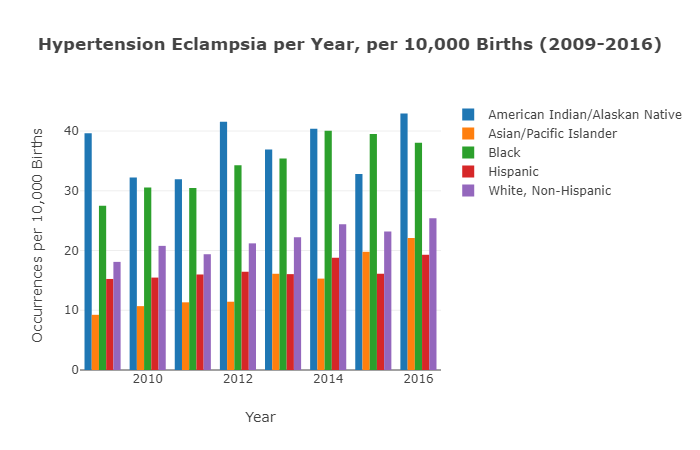 Hypertension Eclampsia per Year, per 10,000 Births (2009-2016)
American Indian/Alaskan Native
Asian/Pacific Islander
Black
Hispanic
White, Non-Hispanic
Occurrences per 10,000 Births
40
30
20
10
0
2010
2012
2014
2016
Year